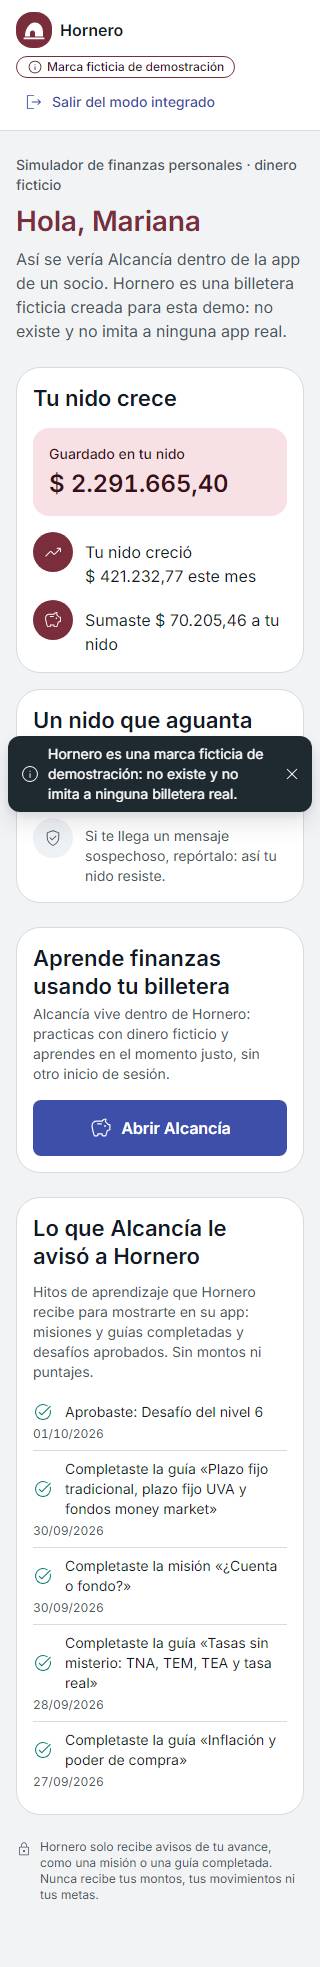 Hornero
Marca ficticia de demostración
Salir del modo integrado
Simulador de finanzas personales · dinero
ficticio
Hola, Mariana
Así se vería Alcancía dentro de la app
de un socio. Hornero es una billetera
ficticia creada para esta demo: no
existe y no imita a ninguna app real.
Tu nido crece
Guardado en tu nido
$ 2.291.665,40
Tu nido creció
$ 421.232,77 este mes
Sumaste $ 70.205,46 a tu
nido
Un nido que aguanta
Hornero es una marca ficticia de
demostración: no existe y no
imita a ninguna billetera real.
Si te llega un mensaje
sospechoso, repórtalo: así tu
nido resiste.
Aprende finanzas
usando tu billetera
Alcancía vive dentro de Hornero:
practicas con dinero ficticio y
aprendes en el momento justo, sin
otro inicio de sesión.
Abrir Alcancía
Lo que Alcancía le
avisó a Hornero
Hitos de aprendizaje que Hornero
recibe para mostrarte en su app:
misiones y guías completadas y
desafíos aprobados. Sin montos ni
puntajes.
Aprobaste: Desafío del nivel 6
01/10/2026
Completaste la guía «Plazo fijo
tradicional, plazo fijo UVA y
fondos money market»
30/09/2026
Completaste la misión «¿Cuenta
o fondo?»
30/09/2026
Completaste la guía «Tasas sin
misterio: TNA, TEM, TEA y tasa
real»
28/09/2026
Completaste la guía «Inflación y
poder de compra»
27/09/2026
Hornero solo recibe avisos de tu avance,
como una misión o una guía completada.
Nunca recibe tus montos, tus movimientos ni
tus metas.